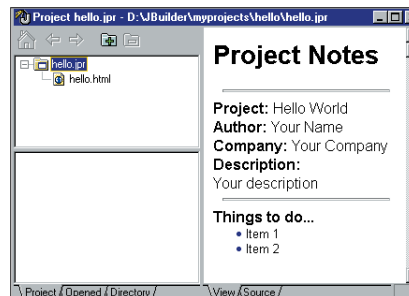 Project hello.jpr - D:\JBuilder\myprojects\hello\hello.jpr
hello.jpr
hello.html
Project Notes
Project: Hello World
Author: Your Name
Company: Your Company
Description:
Your description
Things to do...
Item 1
Item 2
Project Opened Directory
View Source